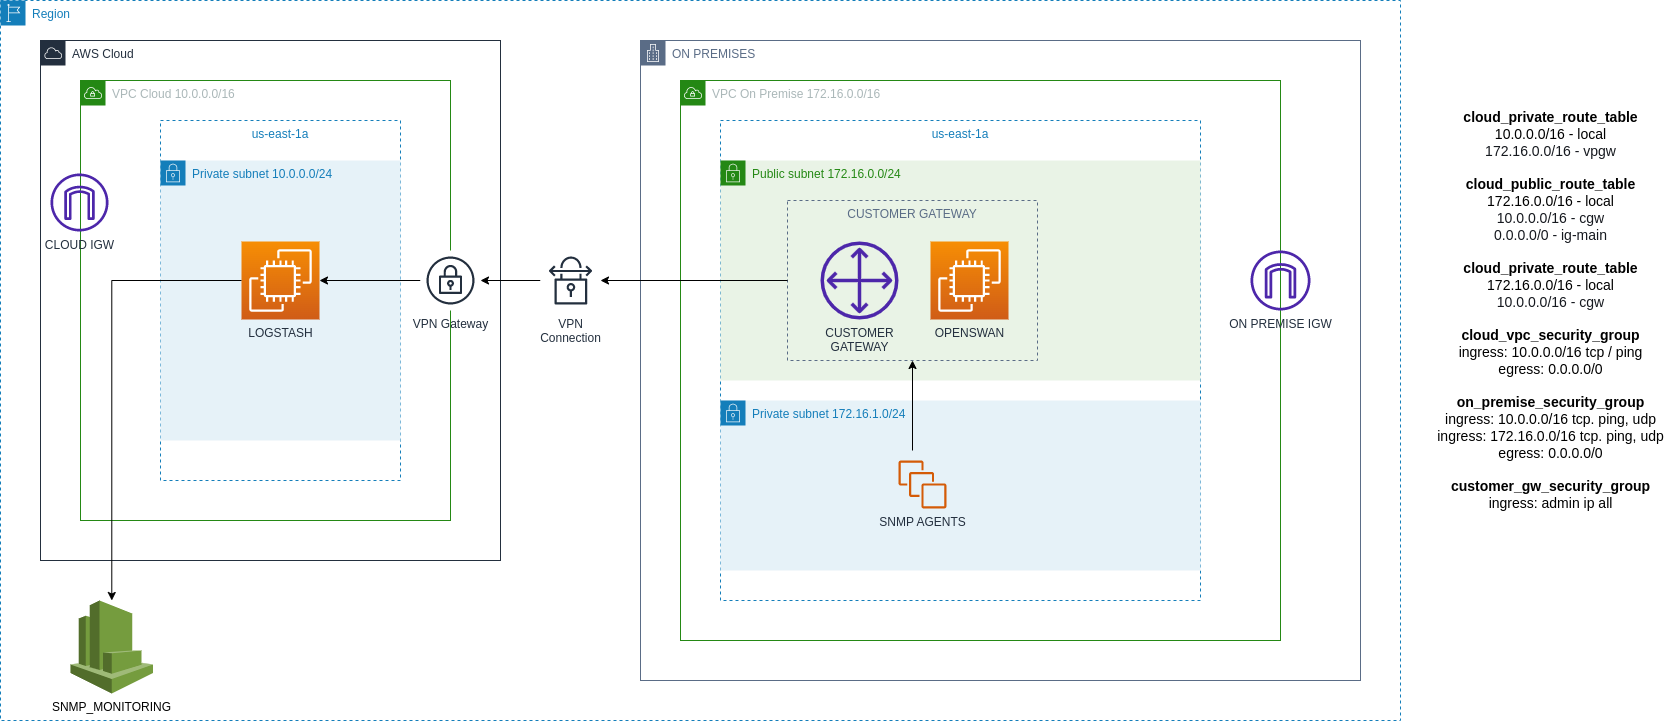 Region
AWS Cloud
VPC Cloud 10.0.0.0/16
us-east-1a
Private subnet 10.0.0.0/24
CLOUD IGW
LOGSTASH
VPN Gateway
VPN
Connection
SNMP_MONITORING
ON PREMISES
VPC On Premise 172.16.0.0/16
us-east-1a
Public subnet 172.16.0.0/24
CUSTOMER GATEWAY
CUSTOMER
GATEWAY
OPENSWAN
ON PREMISE IGW
Private subnet 172.16.1.0/24
SNMP AGENTS
cloud_private_route_table
10.0.0.0/16 - local
172.16.0.0/16 - vpgw
cloud_public_route_table
172.16.0.0/16 - local
10.0.0.0/16 - cgw
0.0.0.0/0 - ig-main
cloud_private_route_table
172.16.0.0/16 - local
10.0.0.0/16 - cgw
cloud_vpc_security_group
ingress: 10.0.0.0/16 tcp / ping
egress: 0.0.0.0/0
on_premise_security_group
ingress: 10.0.0.0/16 tcp. ping, udp
ingress: 172.16.0.0/16 tcp. ping, udp
egress: 0.0.0.0/0
customer_gw_security_group
ingress: admin ip all